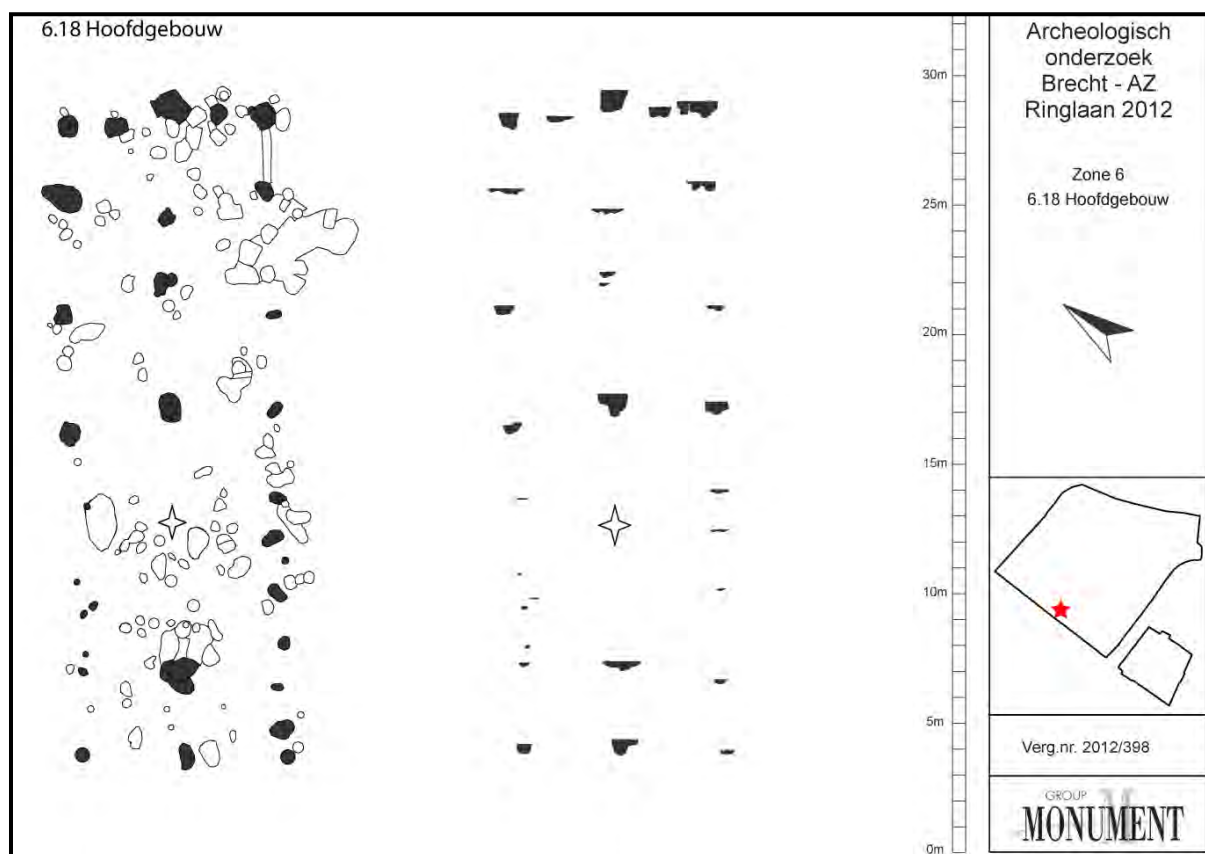 6.18 Hoofdgebouw
30m
25m
20m
15m
10m
5m
0m
Archeologisch
onderzoek
Brecht - AZ
Ringlaan 2012
Zone 6
6.18 Hoofdgebouw
Verg.nr. 2012/398
GROUP
M
MONUMENT